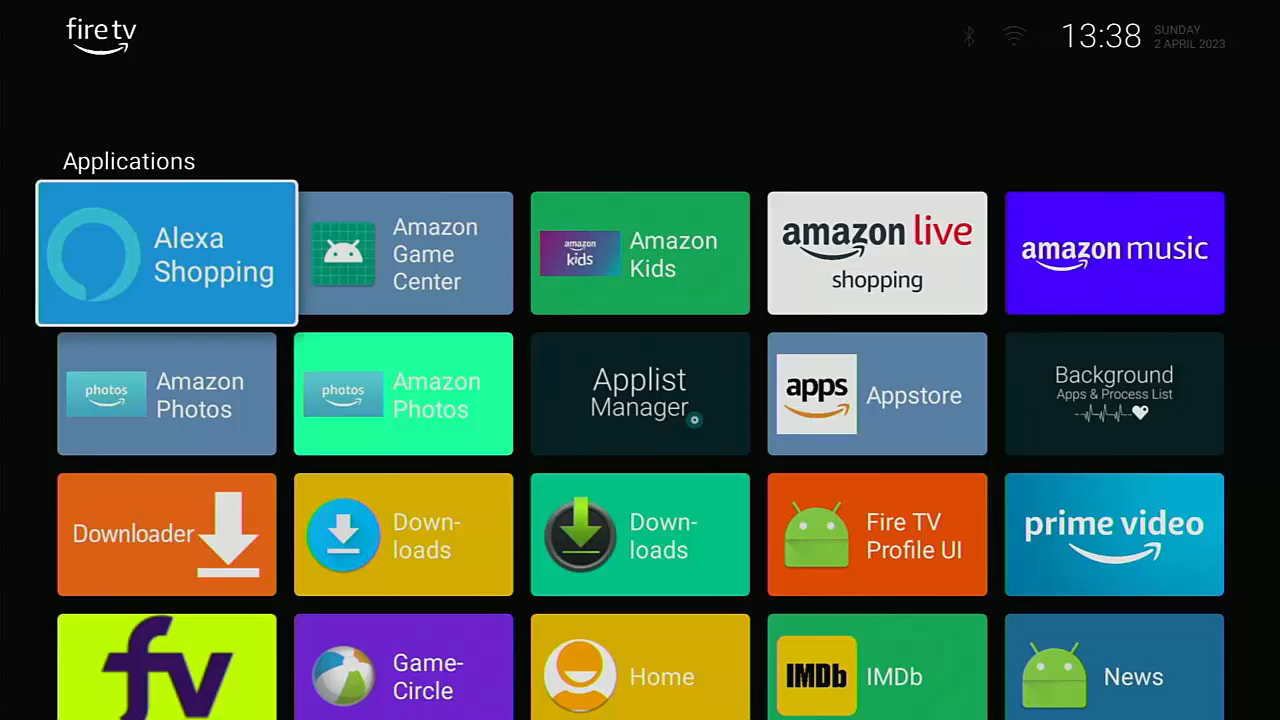 fire tv
13:38
SUNDAY
2 APRIL 2023
Applications
Alexa
Shopping
Amazon
Game
Center
amazon
kids
Amazon
Kids
amazon live
shopping
amazon music
photos
Amazon
Photos
photos
Amazon
Photos
Applist
Manager
apps
Appstore
Background
Apps & Process List
Downloader
Down-
loads
Down-
loads
Fire TV
Profile UI
prime video
fv
Game-
Circle
Home
IMDb
IMDb
News